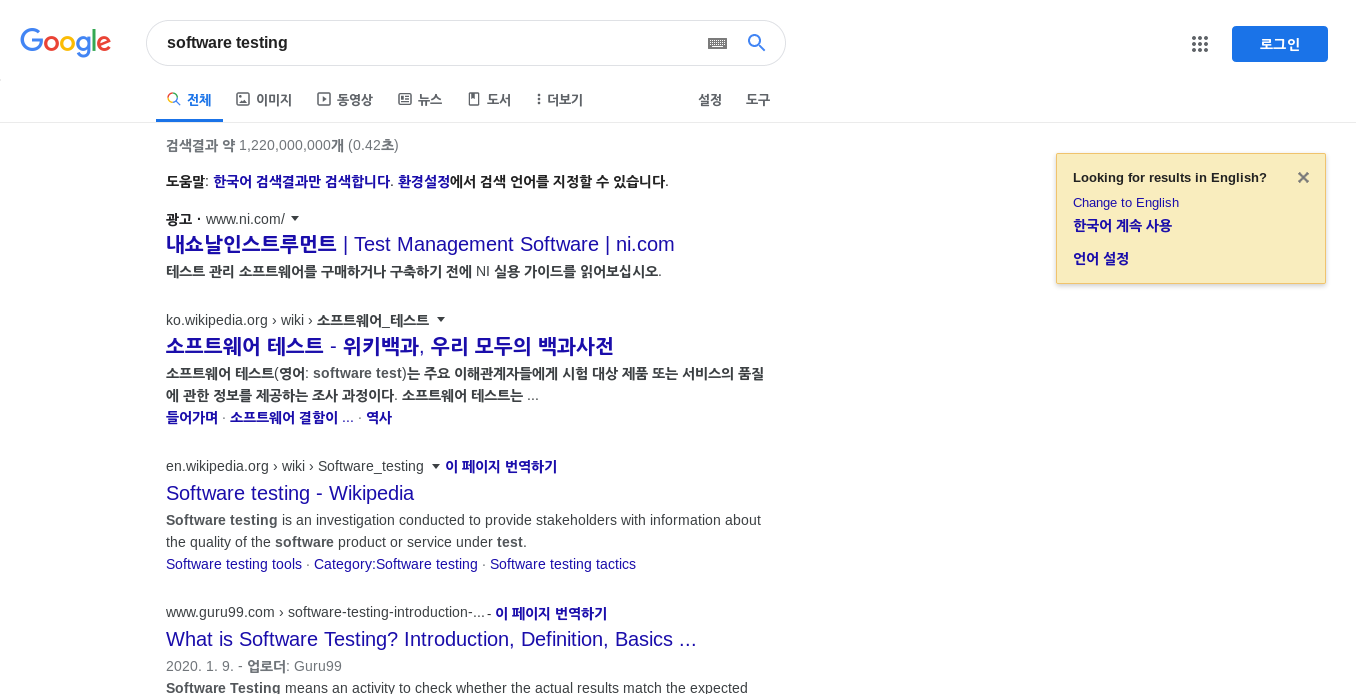 Google
software testing
로그인
전체
이미지
동영상
뉴스
도서
더보기
설정
도구
검색결과 약 1,220,000,000개 (0.42초)
도움말: 한국어 검색결과만 검색합니다. 환경설정에서 검색 언어를 지정할 수 있습니다.
광고 · www.ni.com/
내쇼날인스트루먼트 | Test Management Software | ni.com
테스트 관리 소프트웨어를 구매하거나 구축하기 전에 NI 실용 가이드를 읽어보십시오.
ko.wikipedia.org › wiki › 소프트웨어_테스트
소프트웨어 테스트 - 위키백과, 우리 모두의 백과사전
소프트웨어 테스트(영어: software test)는 주요 이해관계자들에게 시험 대상 제품 또는 서비스의 품질
에 관한 정보를 제공하는 조사 과정이다. 소프트웨어 테스트는 ...
들어가며 · 소프트웨어 결함이 ... · 역사
en.wikipedia.org › wiki › Software_testing 이 페이지 번역하기
Software testing - Wikipedia
Software testing is an investigation conducted to provide stakeholders with information about
the quality of the software product or service under test.
Software testing tools · Category:Software testing · Software testing tactics
www.guru99.com › software-testing-introduction-... - 이 페이지 번역하기
What is Software Testing? Introduction, Definition, Basics ...
2020. 1. 9. - 업로더: Guru99
Software Testing means an activity to check whether the actual results match the expected
Looking for results in English?
Change to English
한국어 계속 사용
언어 설정